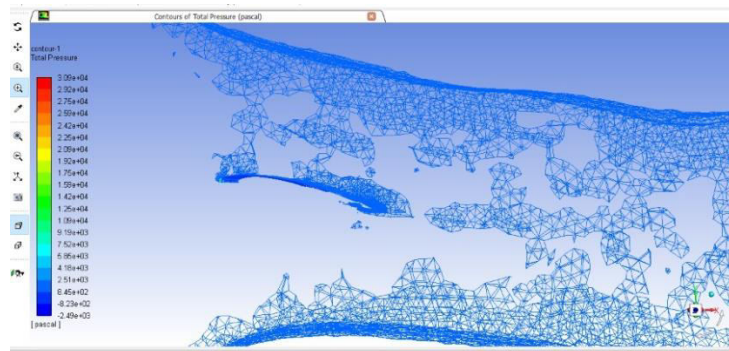 Contours of Total Pressure (pascal)
contour-1
Total Pressure
3.09e+04
2.92e+04
2.75e+04
2.59e+04
2.42e+04
2.25e+04
2.09e+04
1.92e+04
1.75e+04
1.59e+04
1.42e+04
1.25e+04
1.09e+04
9.19e+03
7.52e+03
5.85e+03
4.18e+03
2.51e+03
8.45e+02
-8.23e+02
-2.49e+03
[ pascal ]